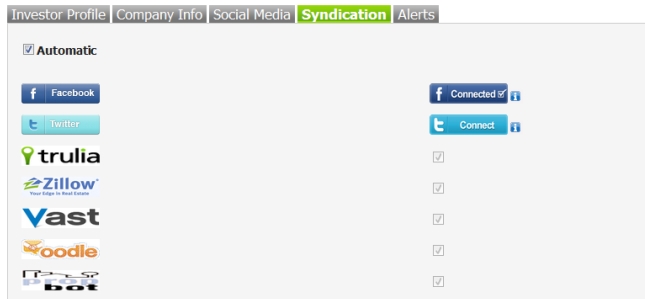 Investor Profile Company Info Social Media Syndication Alerts
Automatic
f Facebook f Connected
t Twitter t Connect
trulia
Zillow
Your Edge in Real Estate
Vast
oodle
prop
bot